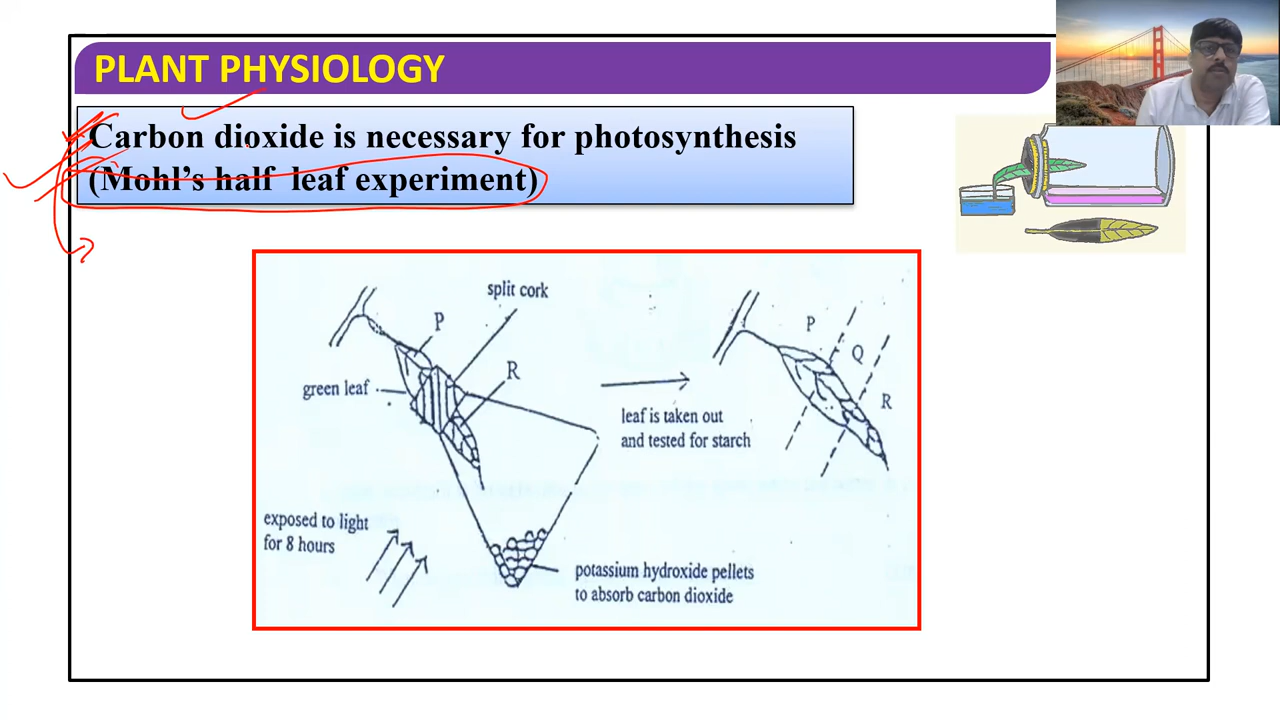 PLANT PHYSIOLOGY
Carbon dioxide is necessary for photosynthesis
(Mohl's half leaf experiment)
split cork
P
R
green leaf
exposed to light
for 8 hours
potassium hydroxide pellets
to absorb carbon dioxide
leaf is taken out
and tested for starch
P
Q
R